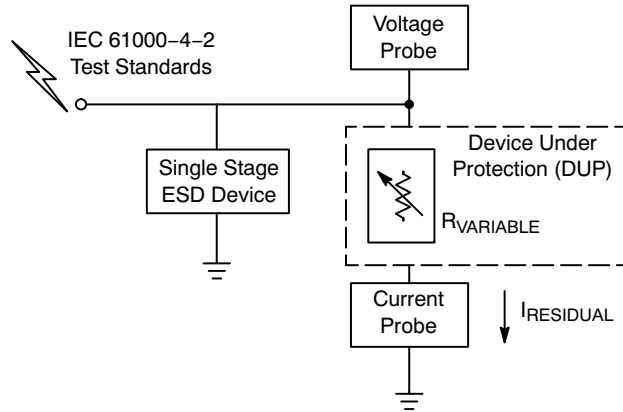 IEC 61000−4−2
Test Standards
Voltage
Probe
Single Stage
ESD Device
Device Under
Protection (DUP)
RVARIABLE
Current
Probe
IRESIDUAL